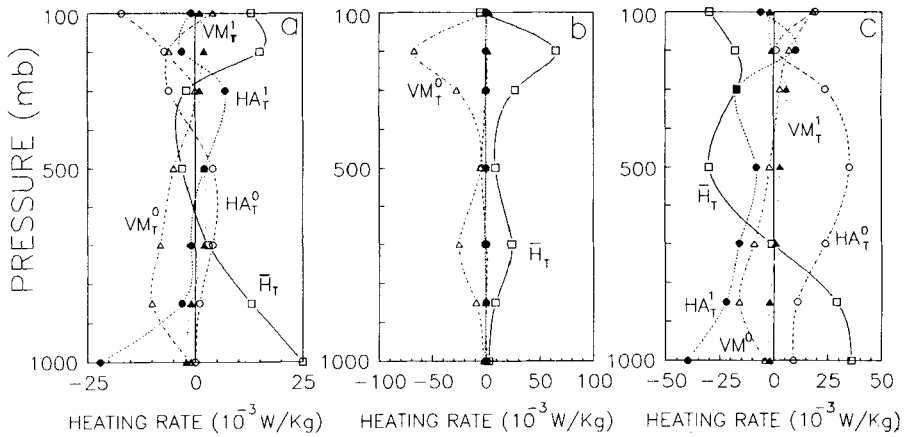 PRESSURE (mb)
100
500
1000
a
VM_T^1
HA_T^1
VM_T^0
HA_T^0
H̅_T
−25 0 25
HEATING RATE (10^−3 W/Kg)
100
500
1000
b
VM_T^0
H̅_T
−100 −50 0 50 100
HEATING RATE (10^−3 W/Kg)
100
500
1000
c
VM_T^1
H̅_T
HA_T^0
HA_T^1
VM^0
−50 −25 0 25 50
HEATING RATE (10^−3 W/Kg)